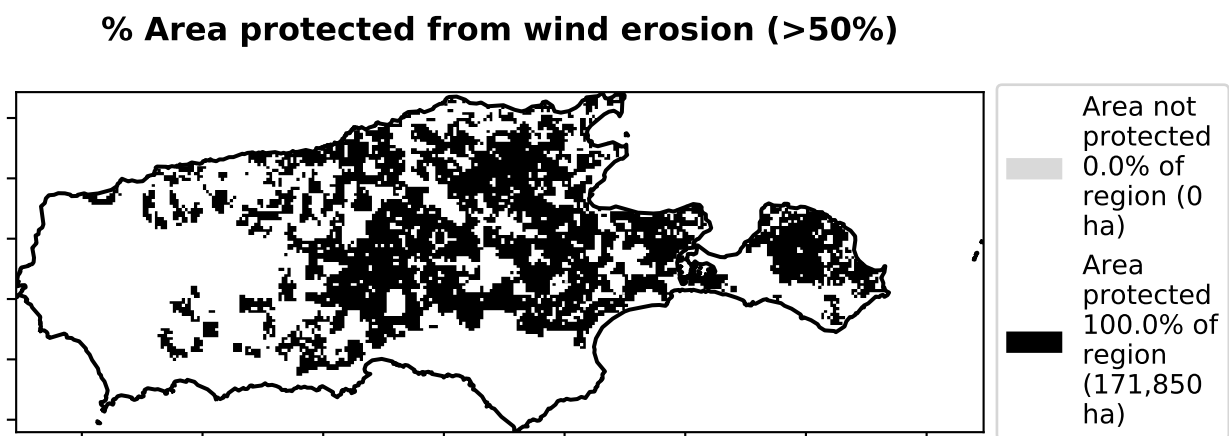 % Area protected from wind erosion (>50%)
Area not
protected
0.0% of
region (0
ha)
Area
protected
100.0% of
region
(171,850
ha)